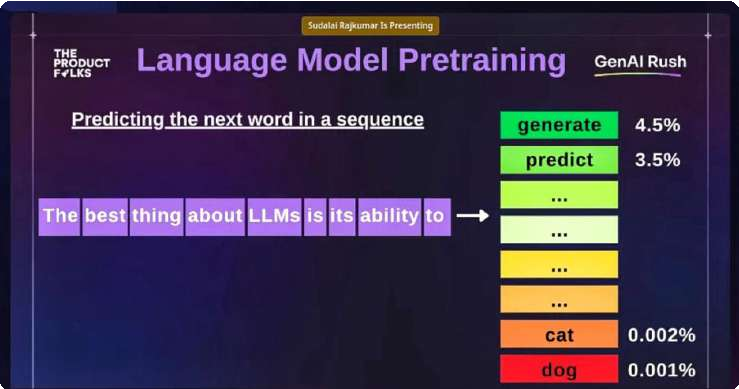 Sudalai Rajkumar Is Presenting
THE
PRODUCT
F✓LKS
Language Model Pretraining
GenAI Rush
Predicting the next word in a sequence
The best thing about LLMs is its ability to
generate 4.5%
predict 3.5%
...
...
...
...
cat 0.002%
dog 0.001%